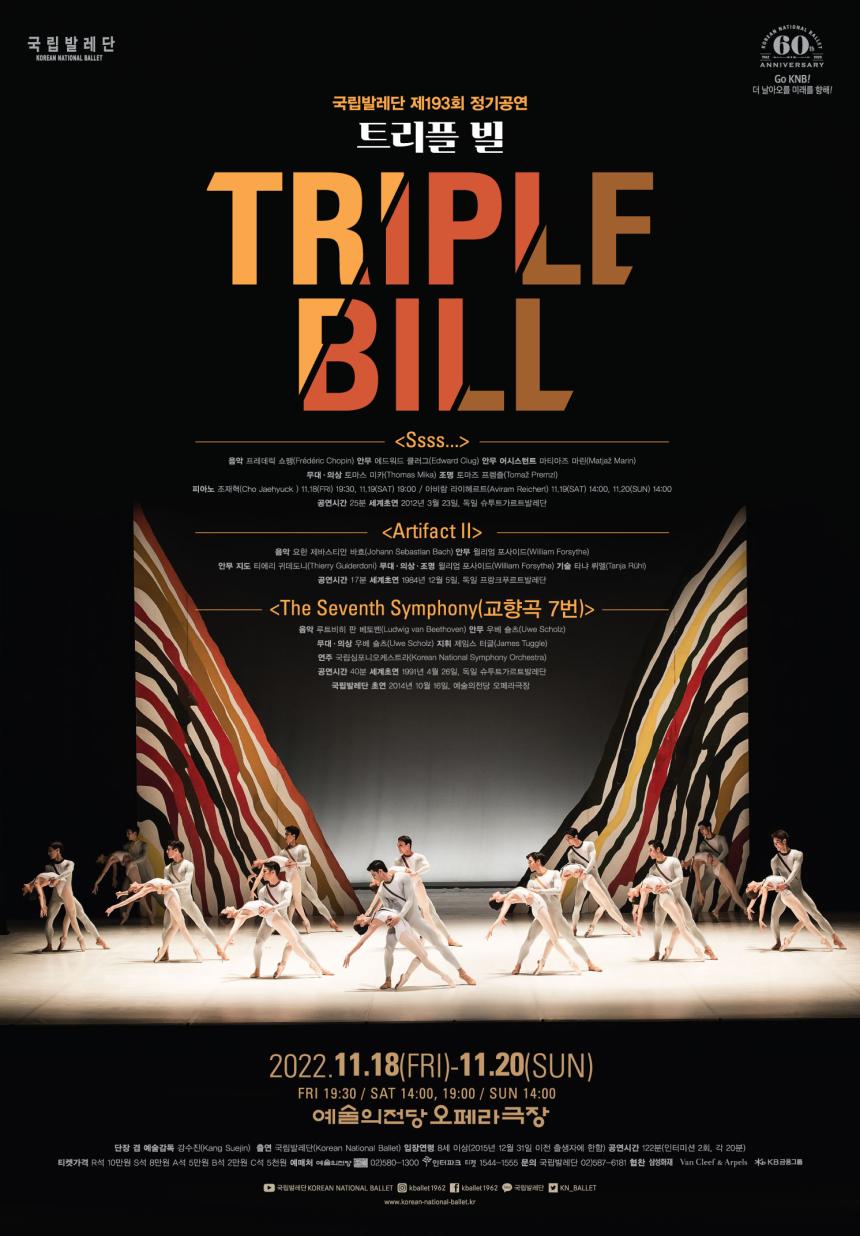 국립발레단
KOREAN NATIONAL BALLET
KOREAN NATIONAL BALLET
60th
1962 2022
ANNIVERSARY
Go KNB!
더 날아오를 미래를 향해!
국립발레단 제193회 정기공연
트리플 빌
TRIPLE
BILL
<Ssss...>
음악 프레데릭 쇼팽(Frédéric Chopin) 안무 에드워드 클러그(Edward Clug) 안무 어시스턴트 마티아즈 마린(Matjaž Marin)
무대·의상 토마스 미카(Thomas Mika) 조명 토마즈 프렘즐(Tomaž Premzl)
피아노 조재혁(Cho Jaehyuck ) 11.18(FRI) 19:30, 11.19(SAT) 19:00 / 아비람 라이헤르트(Aviram Reichert) 11.19(SAT) 14:00, 11.20(SUN) 14:00
공연시간 25분 세계초연 2012년 3월 23일, 독일 슈투트가르트발레단
<Artifact II>
음악 요한 제바스티안 바흐(Johann Sebastian Bach) 안무 윌리엄 포사이드(William Forsythe)
안무 지도 티에리 귀데도니(Thierry Guiderdoni) 무대·의상·조명 윌리엄 포사이드(William Forsythe) 기술 타냐 뤼엘(Tanja Rühl)
공연시간 17분 세계초연 1984년 12월 5일, 독일 프랑크푸르트발레단
<The Seventh Symphony(교향곡 7번)>
음악 루트비히 판 베토벤(Ludwig van Beethoven) 안무 우베 숄츠(Uwe Scholz)
무대·의상 우베 숄츠(Uwe Scholz) 지휘 제임스 터글(James Tuggle)
연주 국립심포니오케스트라(Korean National Symphony Orchestra)
공연시간 40분 세계초연 1991년 4월 26일, 독일 슈투트가르트발레단
국립발레단 초연 2014년 10월 16일, 예술의전당 오페라극장
2022.11.18(FRI)-11.20(SUN)
FRI 19:30 / SAT 14:00, 19:00 / SUN 14:00
예술의전당 오페라극장
단장 겸 예술감독 강수진(Kang Suejin) 출연 국립발레단(Korean National Ballet) 입장연령 8세 이상(2015년 12월 31일 이전 출생자에 한함) 공연시간 122분(인터미션 2회, 각 20분)
티켓가격 R석 10만원 S석 8만원 A석 5만원 B석 2만원 C석 5천원 예매처 예술의전당 02)580-1300 인터파크 티켓 1544-1555 문의 국립발레단 02)587-6181 협찬 삼성화재 Van Cleef & Arpels KB금융그룹
국립발레단 KOREAN NATIONAL BALLET kballet1962 kballet1962 국립발레단 KN_BALLET
www.korean-national-ballet.kr